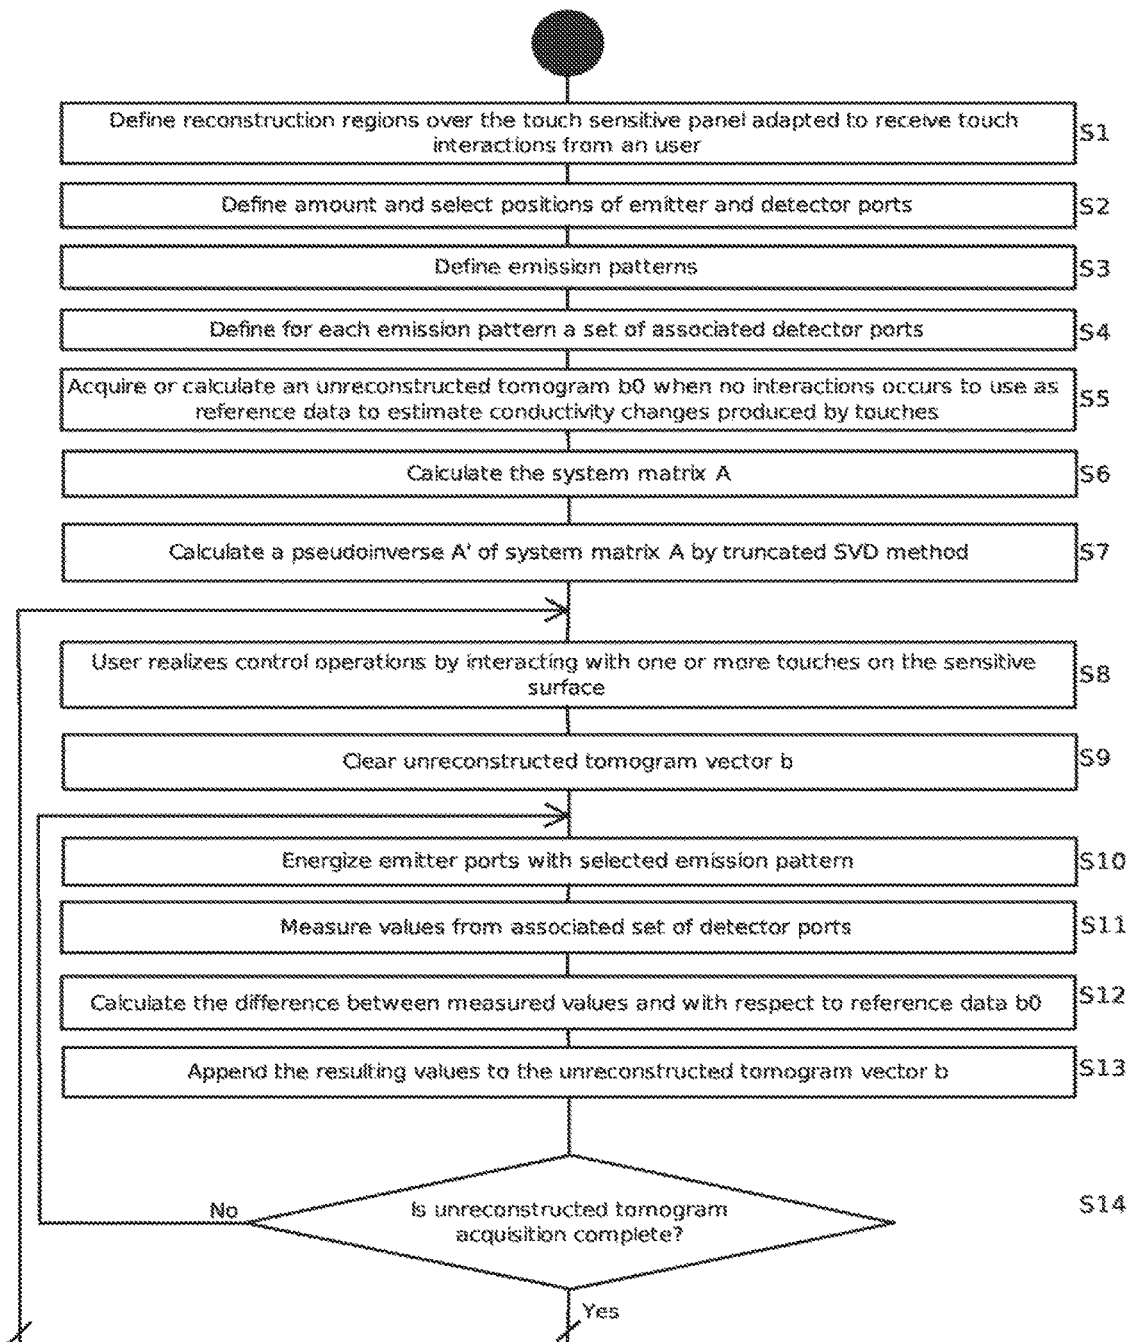 Define reconstruction regions over the touch sensitive panel adapted to receive touch
interactions from an user
S1
Define amount and select positions of emitter and detector ports
S2
Define emission patterns
S3
Define for each emission pattern a set of associated detector ports
S4
Acquire or calculate an unreconstructed tomogram b0 when no interactions occurs to use as
reference data to estimate conductivity changes produced by touches
S5
Calculate the system matrix A
S6
Calculate a pseudoinverse A' of system matrix A by truncated SVD method
S7
User realizes control operations by interacting with one or more touches on the sensitive
surface
S8
Clear unreconstructed tomogram vector b
S9
Energize emitter ports with selected emission pattern
S10
Measure values from associated set of detector ports
S11
Calculate the difference between measured values and with respect to reference data b0
S12
Append the resulting values to the unreconstructed tomogram vector b
S13
No
Is unreconstructed tomogram
acquisition complete?
S14
Yes